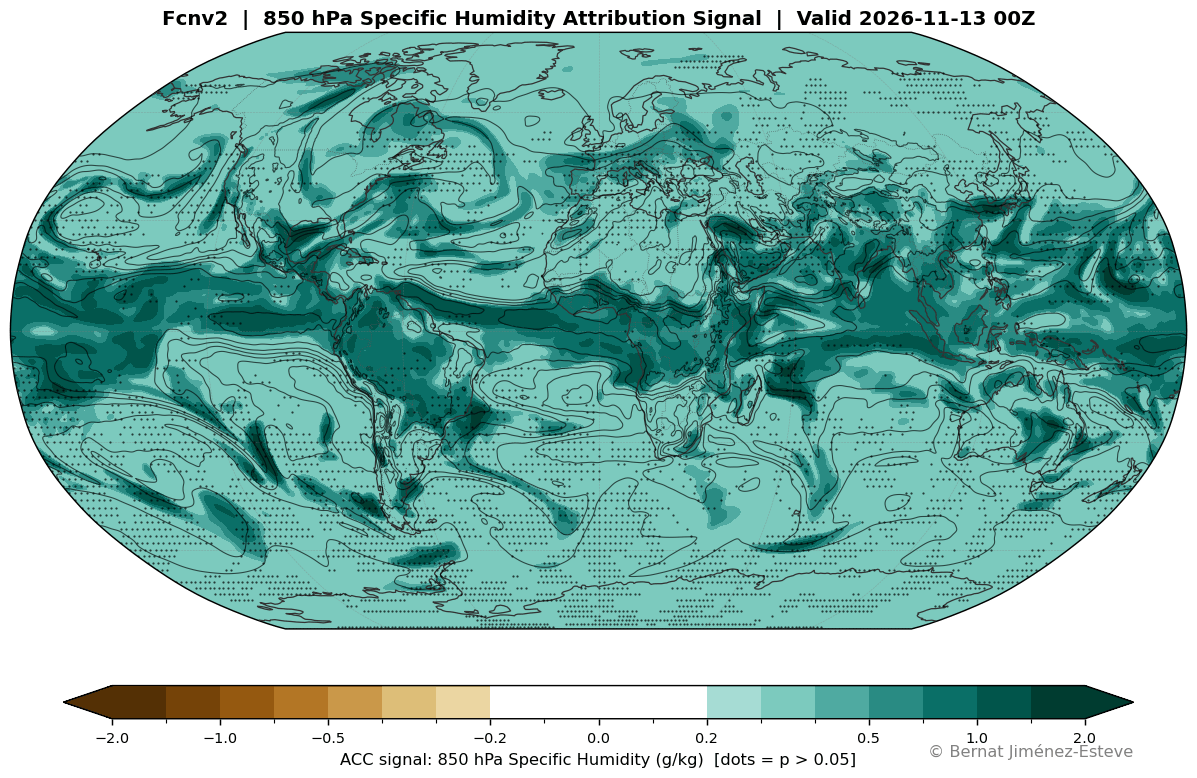 Fcnv2 | 850 hPa Specific Humidity Attribution Signal | Valid 2026-11-13 00Z
−2.0 −1.0 −0.5 −0.2 0.0 0.2 0.5 1.0 2.0
ACC signal: 850 hPa Specific Humidity (g/kg) [dots = p > 0.05]
© Bernat Jiménez-Esteve